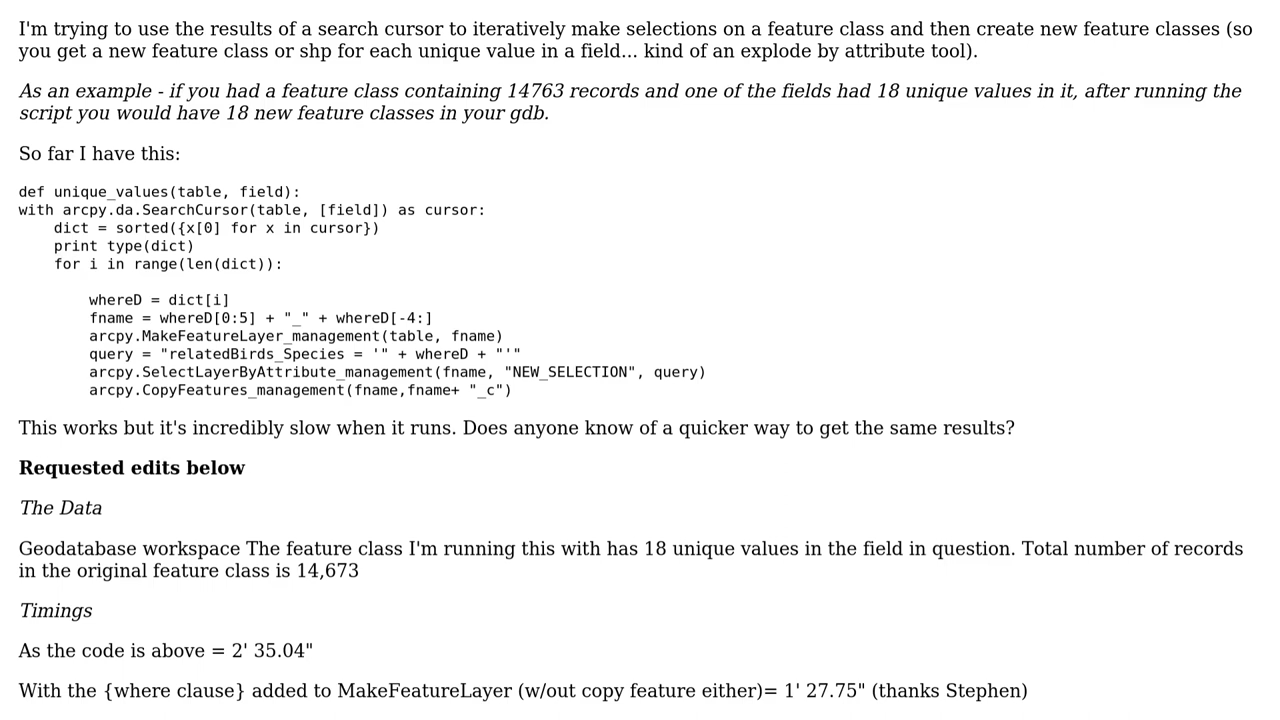 I'm trying to use the results of a search cursor to iteratively make selections on a feature class and then create new feature classes (so
you get a new feature class or shp for each unique value in a field... kind of an explode by attribute tool).
As an example - if you had a feature class containing 14763 records and one of the fields had 18 unique values in it, after running the
script you would have 18 new feature classes in your gdb.
So far I have this:
def unique_values(table, field):
with arcpy.da.SearchCursor(table, [field]) as cursor:
    dict = sorted({x[0] for x in cursor})
    print type(dict)
    for i in range(len(dict)):
        whereD = dict[i]
        fname = whereD[0:5] + "_" + whereD[-4:]
        arcpy.MakeFeatureLayer_management(table, fname)
        query = "relatedBirds_Species = '" + whereD + "'"
        arcpy.SelectLayerByAttribute_management(fname, "NEW_SELECTION", query)
        arcpy.CopyFeatures_management(fname,fname+ "_c")
This works but it's incredibly slow when it runs. Does anyone know of a quicker way to get the same results?
Requested edits below
The Data
Geodatabase workspace The feature class I'm running this with has 18 unique values in the field in question. Total number of records
in the original feature class is 14,673
Timings
As the code is above = 2' 35.04"
With the {where clause} added to MakeFeatureLayer (w/out copy feature either)= 1' 27.75" (thanks Stephen)